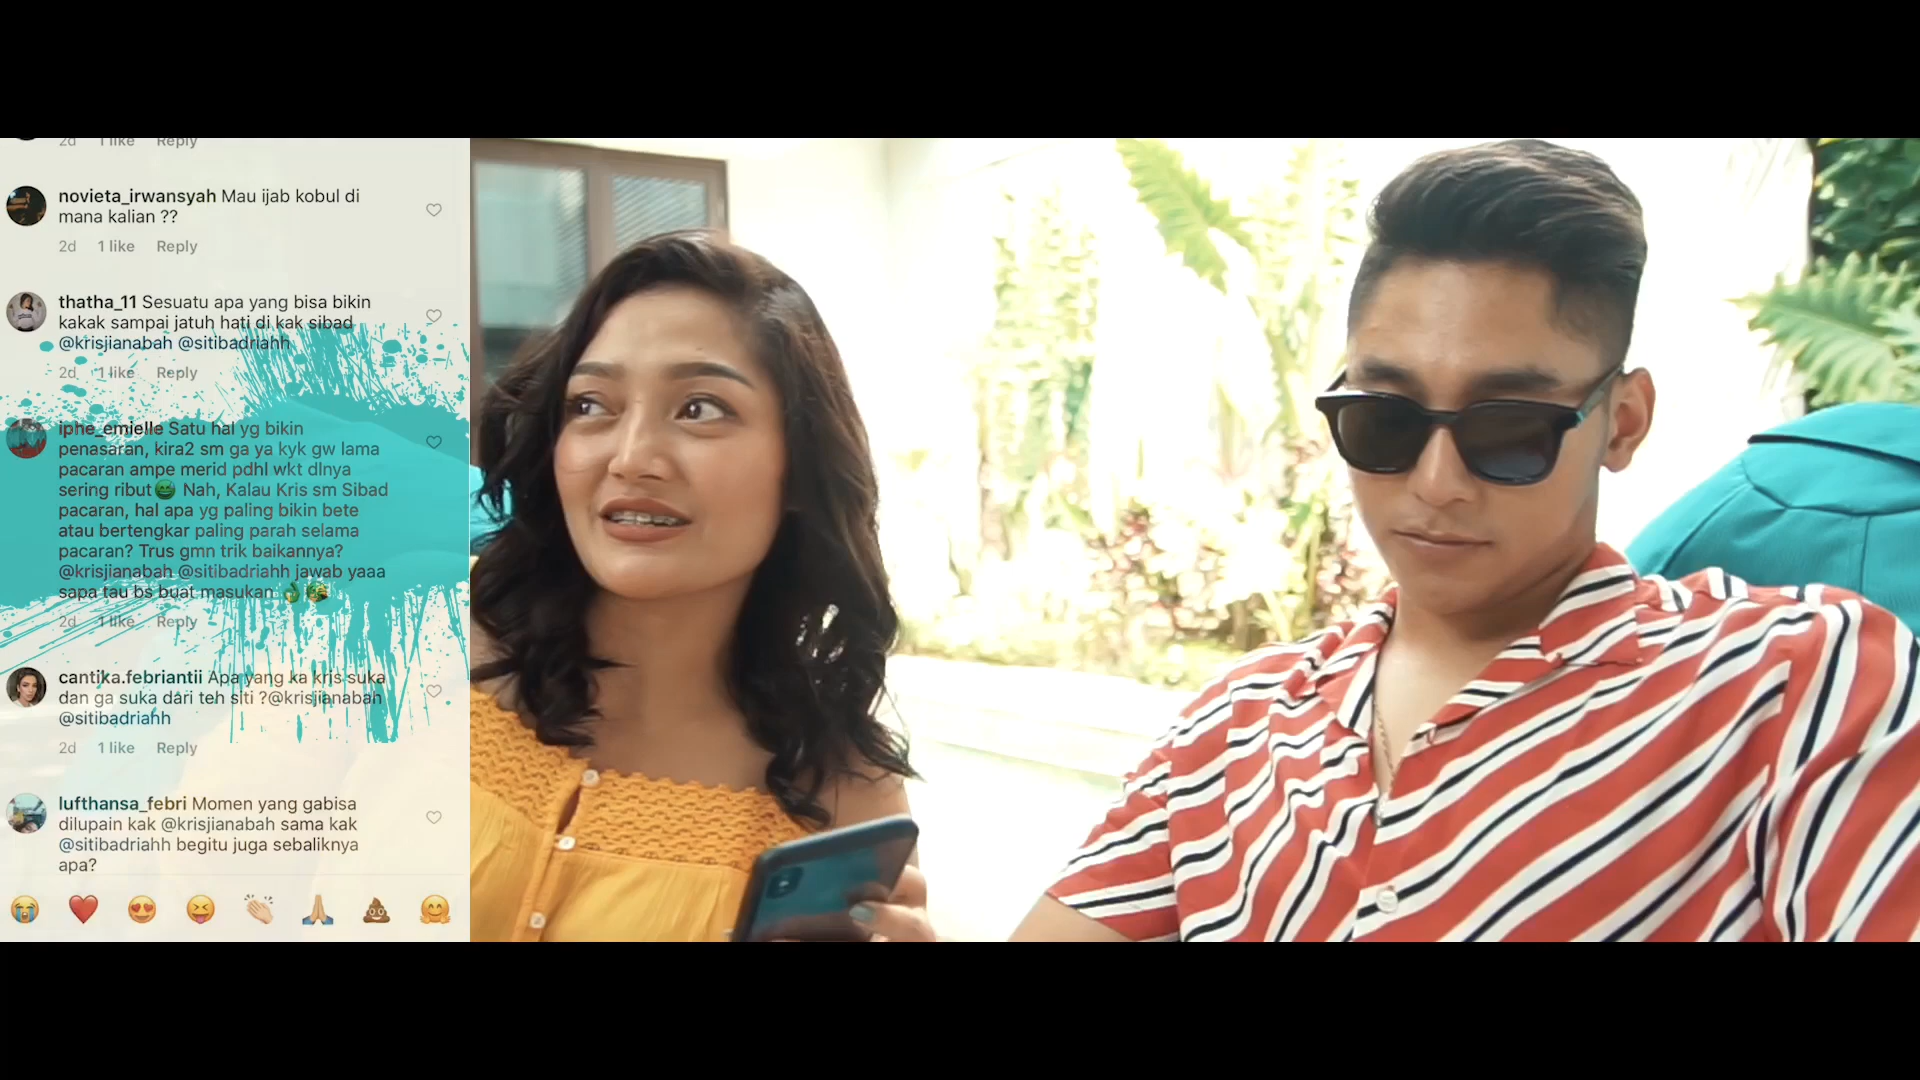 2d 1 like Reply
novieta_irwansyah Mau ijab kobul di
mana kalian ??
2d 1 like Reply
thatha_11 Sesuatu apa yang bisa bikin
kakak sampai jatuh hati di kak sibad
@krisjianabah @sitibadriahh
2d 1 like Reply
iphe_emielle Satu hal yg bikin
penasaran, kira2 sm ga ya kyk gw lama
pacaran ampe merid pdhl wkt dlnya
sering ribut😄 Nah, Kalau Kris sm Sibad
pacaran, hal apa yg paling bikin bete
atau bertengkar paling parah selama
pacaran? Trus gmn trik baikannya?
@krisjianabah @sitibadriahh jawab yaaa
sapa tau bs buat masukan
2d 1 like Reply
cantika.febriantii Apa yang ka kris suka
dan ga suka dari teh siti ?@krisjianabah
@sitibadriahh
2d 1 like Reply
lufthansa_febri Momen yang gabisa
dilupain kak @krisjianabah sama kak
@sitibadriahh begitu juga sebaliknya
apa?